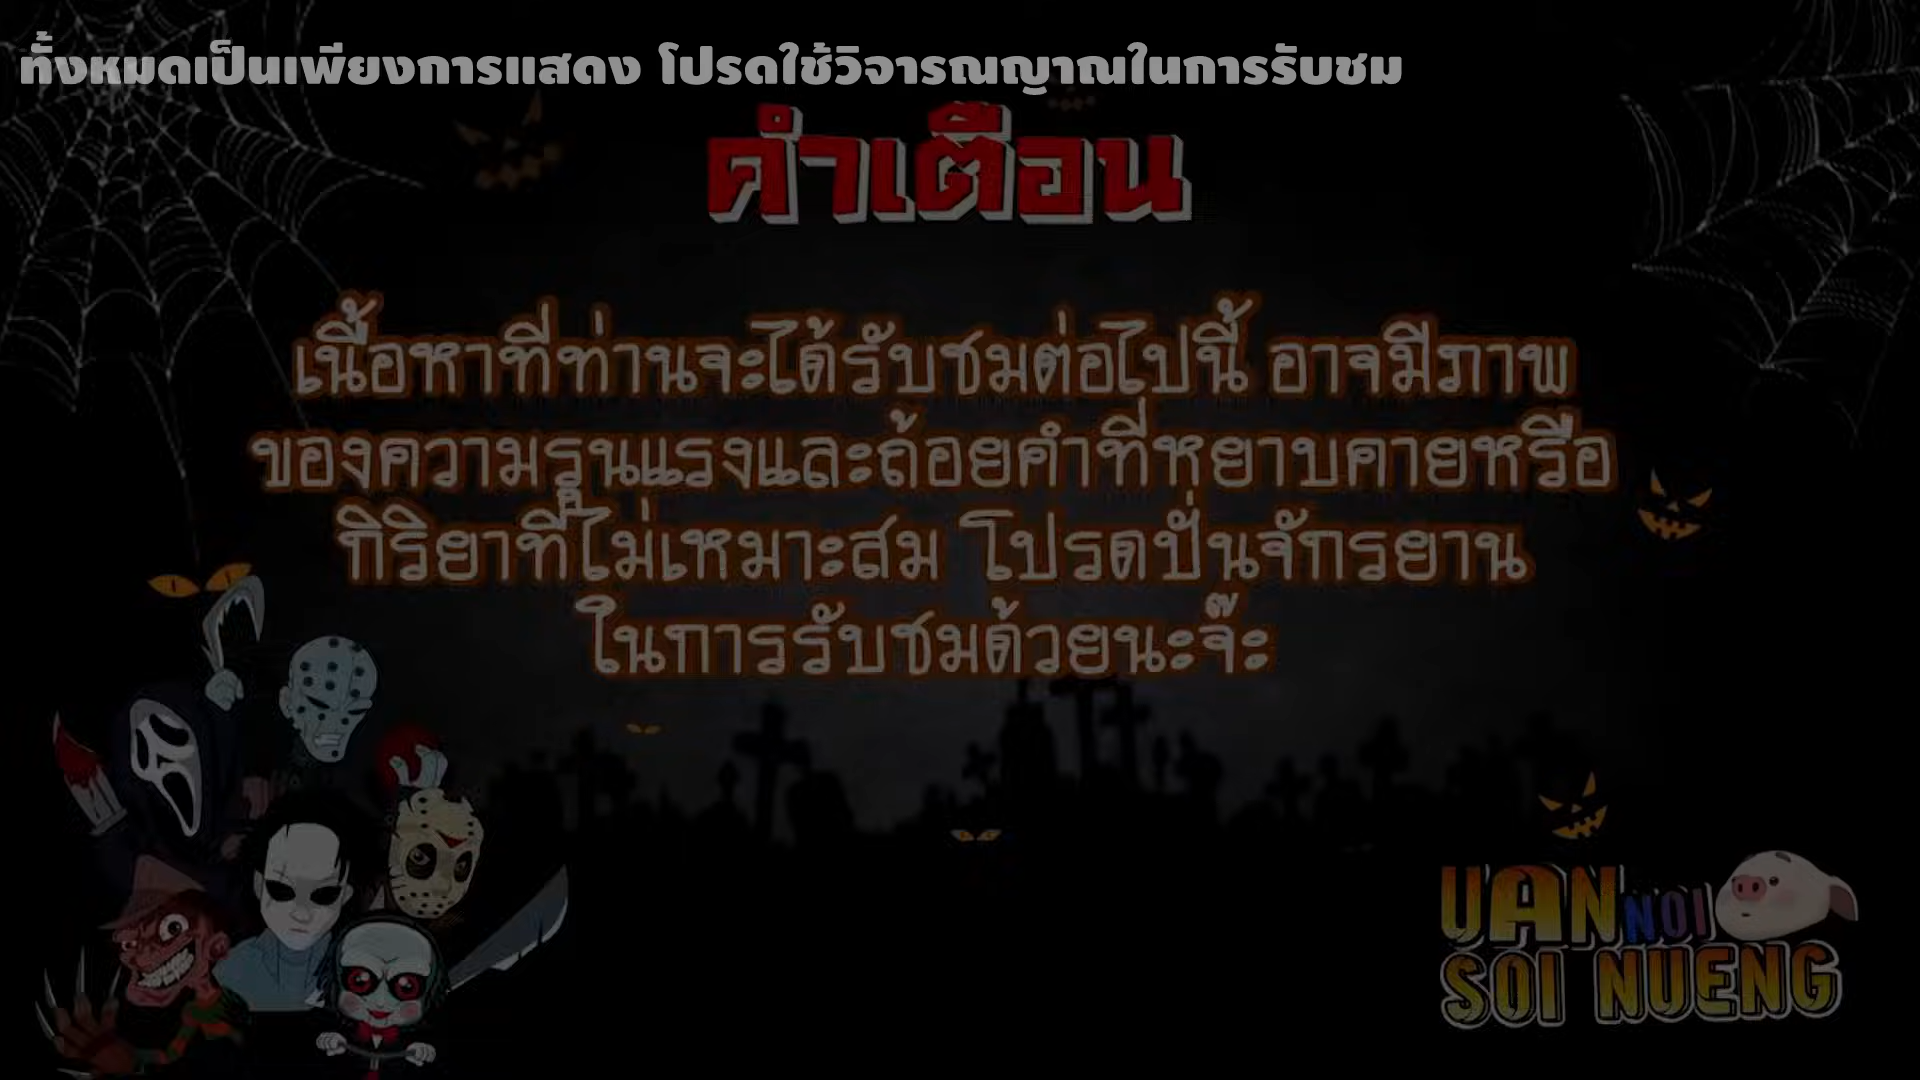 ทั้งหมดเป็นเพียงการแสดง โปรดใช้วิจารณญาณในการรับชม
คำเตือน
เนื้อหาที่ท่านจะได้รับชมต่อไปนี้ อาจมีภาพ
ของความรุนแรงและถ้อยคำที่หยาบคายหรือ
กิริยาที่ไม่เหมาะสม โปรดปั่นจักรยาน
ในการรับชมด้วยนะจ๊ะ
UAN NOI
SOI NUENG